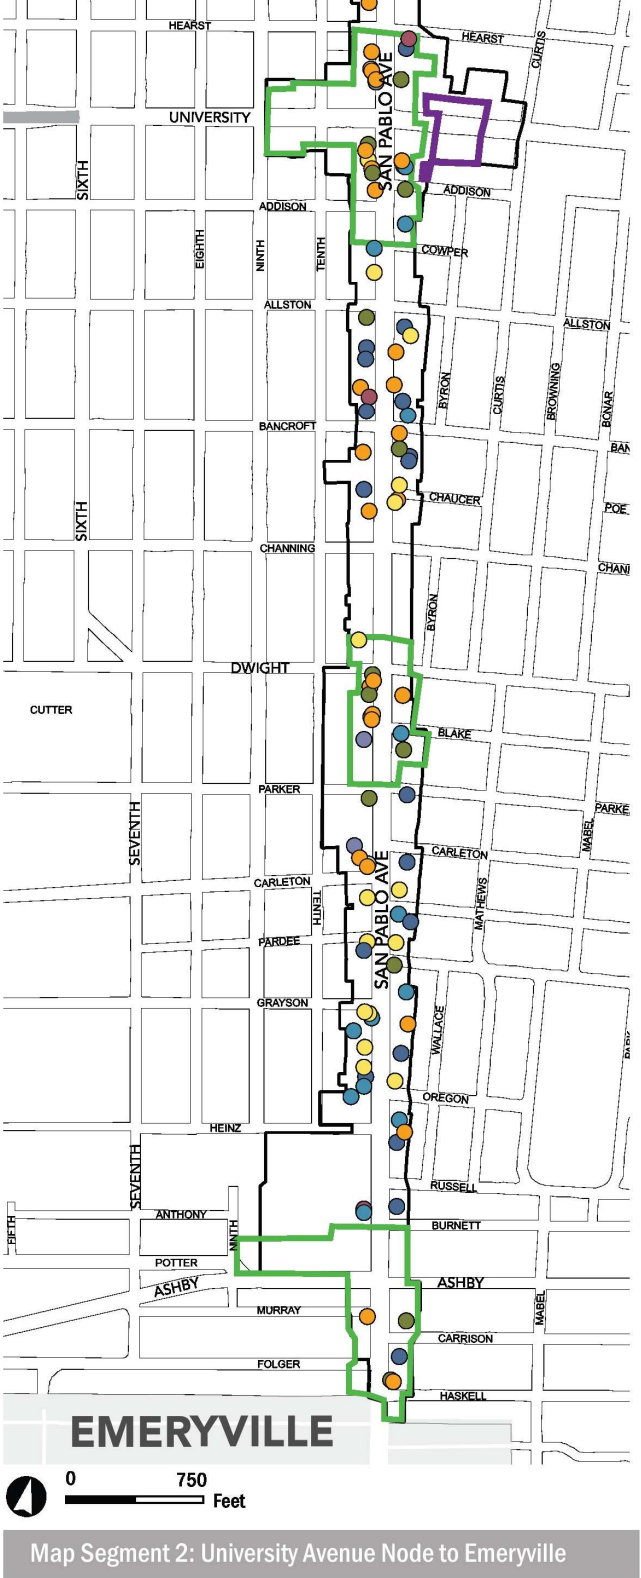 HEARST
HEARST
CURTIS
UNIVERSITY
SAN PABLO AVE
SIXTH
ADDISON
ADDISON
EIGHTH
NINTH
TENTH
COWPER
ALLSTON
ALLSTON
BYRON
CURTIS
BROWNING
BONAR
BANCROFT
BAN
SIXTH
CHAUCER
POE
CHANNING
CHANI
BYRON
DWIGHT
CUTTER
BLAKE
PARKER
PARKE
SEVENTH
MABEL
SAN PABLO AVE
CARLETON
CARLETON
TENTH
MATHEWS
PARDEE
GRAYSON
WALLACE
OREGON
HEINZ
SEVENTH
RUSSELL
ANTHONY
FIFTH
NINTH
BURNETT
POTTER
ASHBY
ASHBY
MURRAY
MABEL
CARRISON
FOLGER
HASKELL
EMERYVILLE
0 750
Feet
Map Segment 2: University Avenue Node to Emeryville